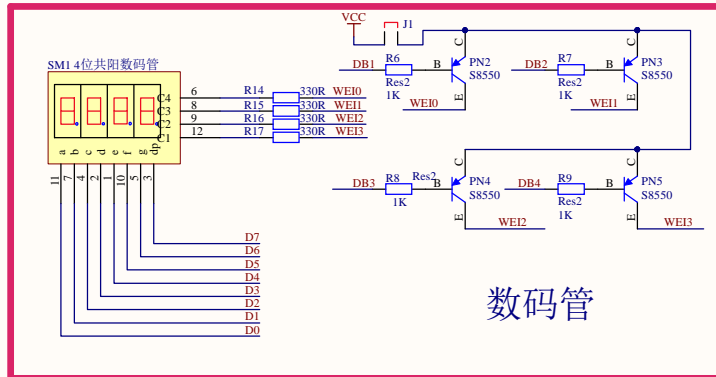 VCC
J1
SM1 4位共阳数码管
C4
C3
C2
C1
a b c d e f g dp
6
8
9
12
R14 330R WEI0
R15 330R WEI1
R16 330R WEI2
R17 330R WEI3
11 7 4 2 1 10 5 3
D7
D6
D5
D4
D3
D2
D1
D0
DB1 R6 Res2 1K B C E PN2 S8550 WEI0
DB2 R7 Res2 1K B C E PN3 S8550 WEI1
DB3 R8 Res2 1K B C E PN4 S8550 WEI2
DB4 R9 Res2 1K B C E PN5 S8550 WEI3
数码管